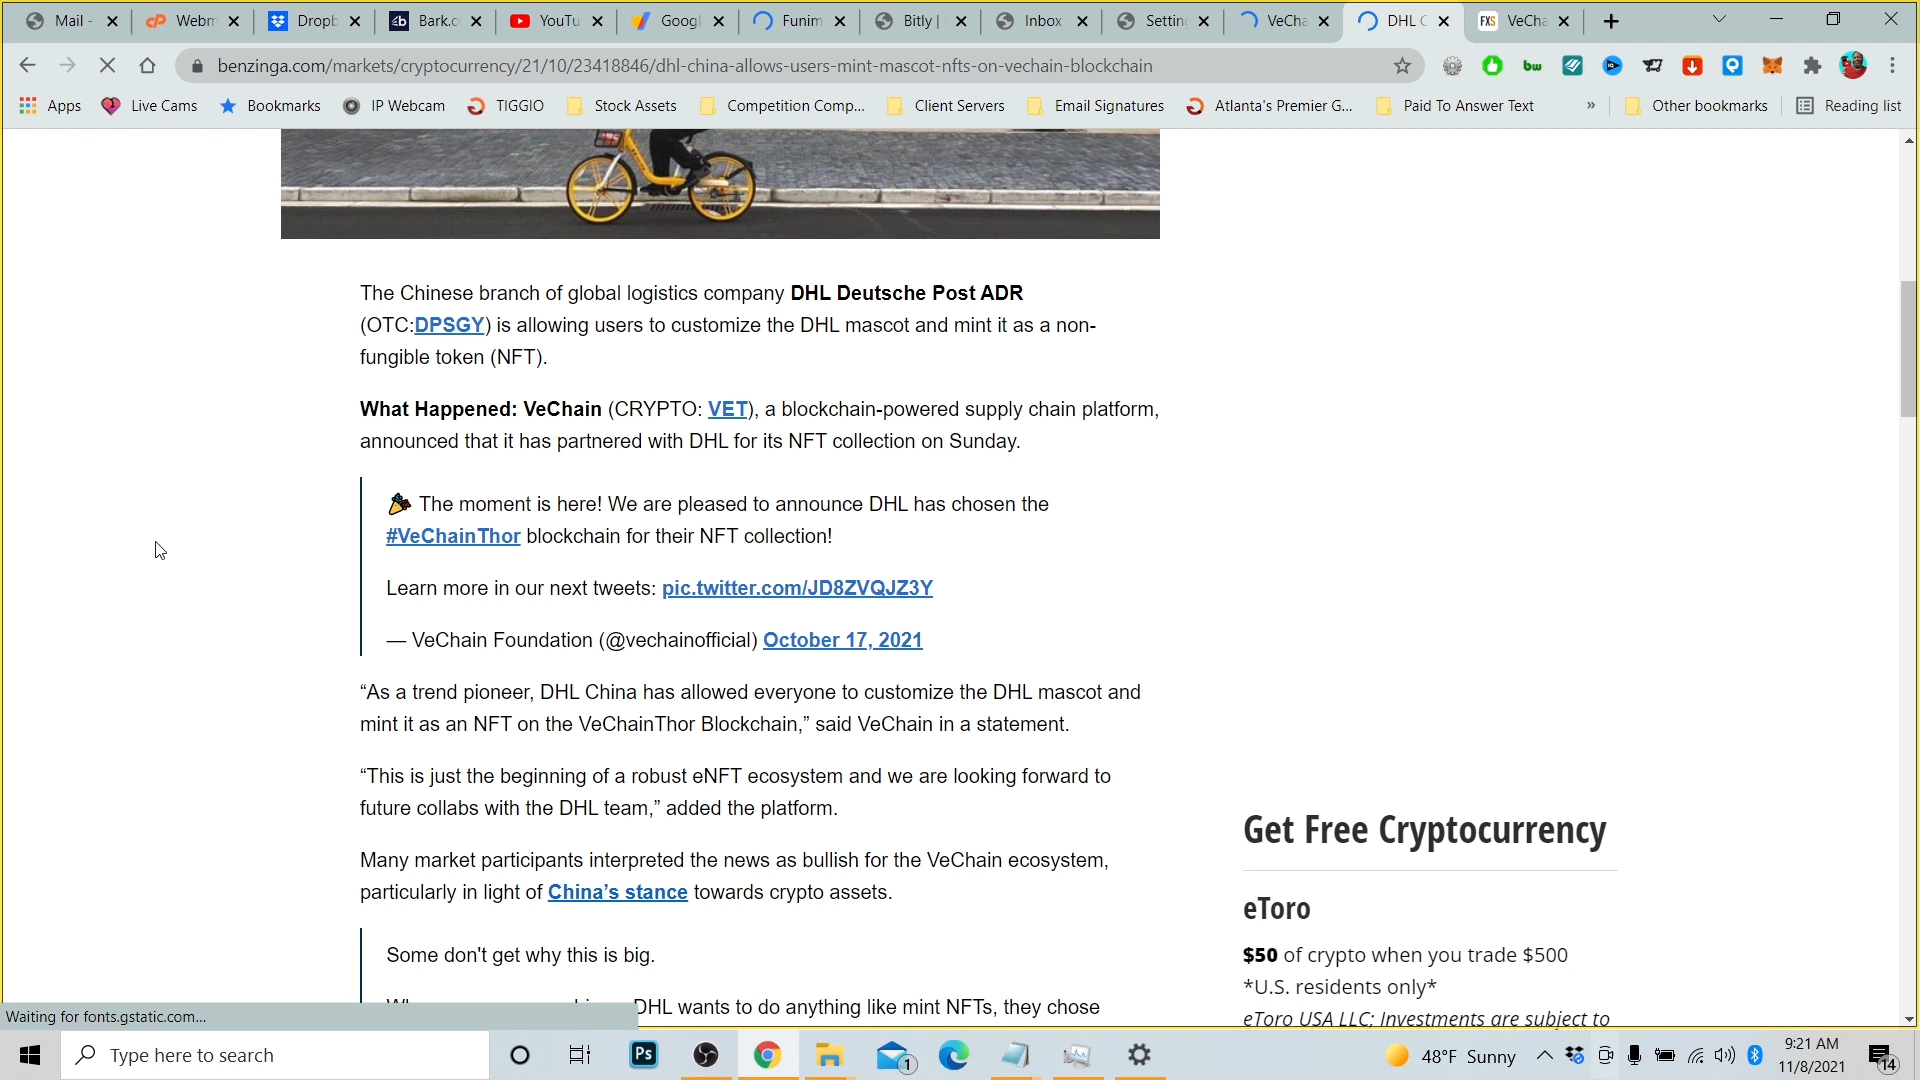 Mail -
Webm
Dropb
Bark.c
YouTu
Googl
Funim
Bitly |
Inbox
Settin
VeCha
DHL C
VeCha
benzinga.com/markets/cryptocurrency/21/10/23418846/dhl-china-allows-users-mint-mascot-nfts-on-vechain-blockchain
Apps
Live Cams
Bookmarks
IP Webcam
TIGGIO
Stock Assets
Competition Comp...
Client Servers
Email Signatures
Atlanta's Premier G...
Paid To Answer Text
»
Other bookmarks
Reading list
The Chinese branch of global logistics company DHL Deutsche Post ADR
(OTC:DPSGY) is allowing users to customize the DHL mascot and mint it as a non-
fungible token (NFT).
What Happened: VeChain (CRYPTO: VET), a blockchain-powered supply chain platform,
announced that it has partnered with DHL for its NFT collection on Sunday.
🎉 The moment is here! We are pleased to announce DHL has chosen the
#VeChainThor blockchain for their NFT collection!
Learn more in our next tweets: pic.twitter.com/JD8ZVQJZ3Y
— VeChain Foundation (@vechainofficial) October 17, 2021
“As a trend pioneer, DHL China has allowed everyone to customize the DHL mascot and
mint it as an NFT on the VeChainThor Blockchain,” said VeChain in a statement.
“This is just the beginning of a robust eNFT ecosystem and we are looking forward to
future collabs with the DHL team,” added the platform.
Many market participants interpreted the news as bullish for the VeChain ecosystem,
particularly in light of China’s stance towards crypto assets.
Some don't get why this is big.
DHL wants to do anything like mint NFTs, they chose
Get Free Cryptocurrency
eToro
$50 of crypto when you trade $500
*U.S. residents only*
eToro USA LLC; Investments are subject to
Waiting for fonts.gstatic.com...
Type here to search
Ps
1
48°F Sunny
9:21 AM
11/8/2021
14